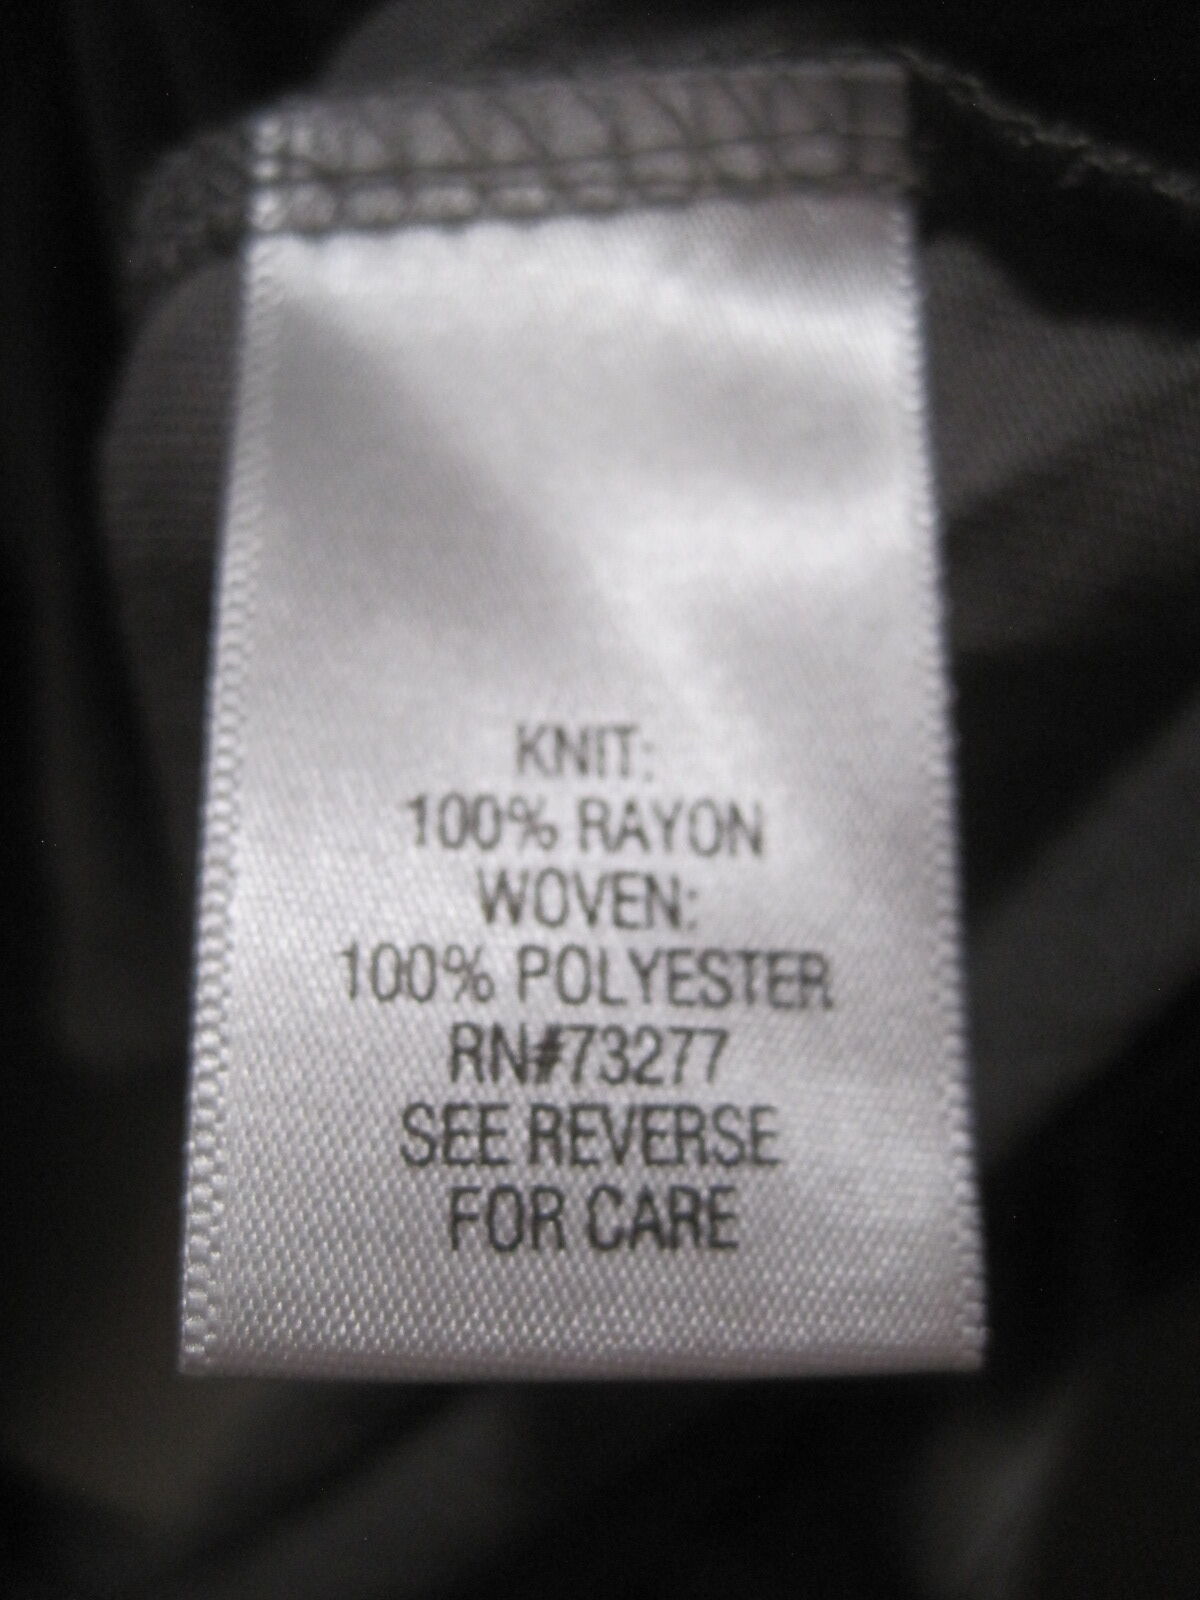 KNIT:
100% RAYON
WOVEN:
100% POLYESTER
RN#73277
SEE REVERSE
FOR CARE